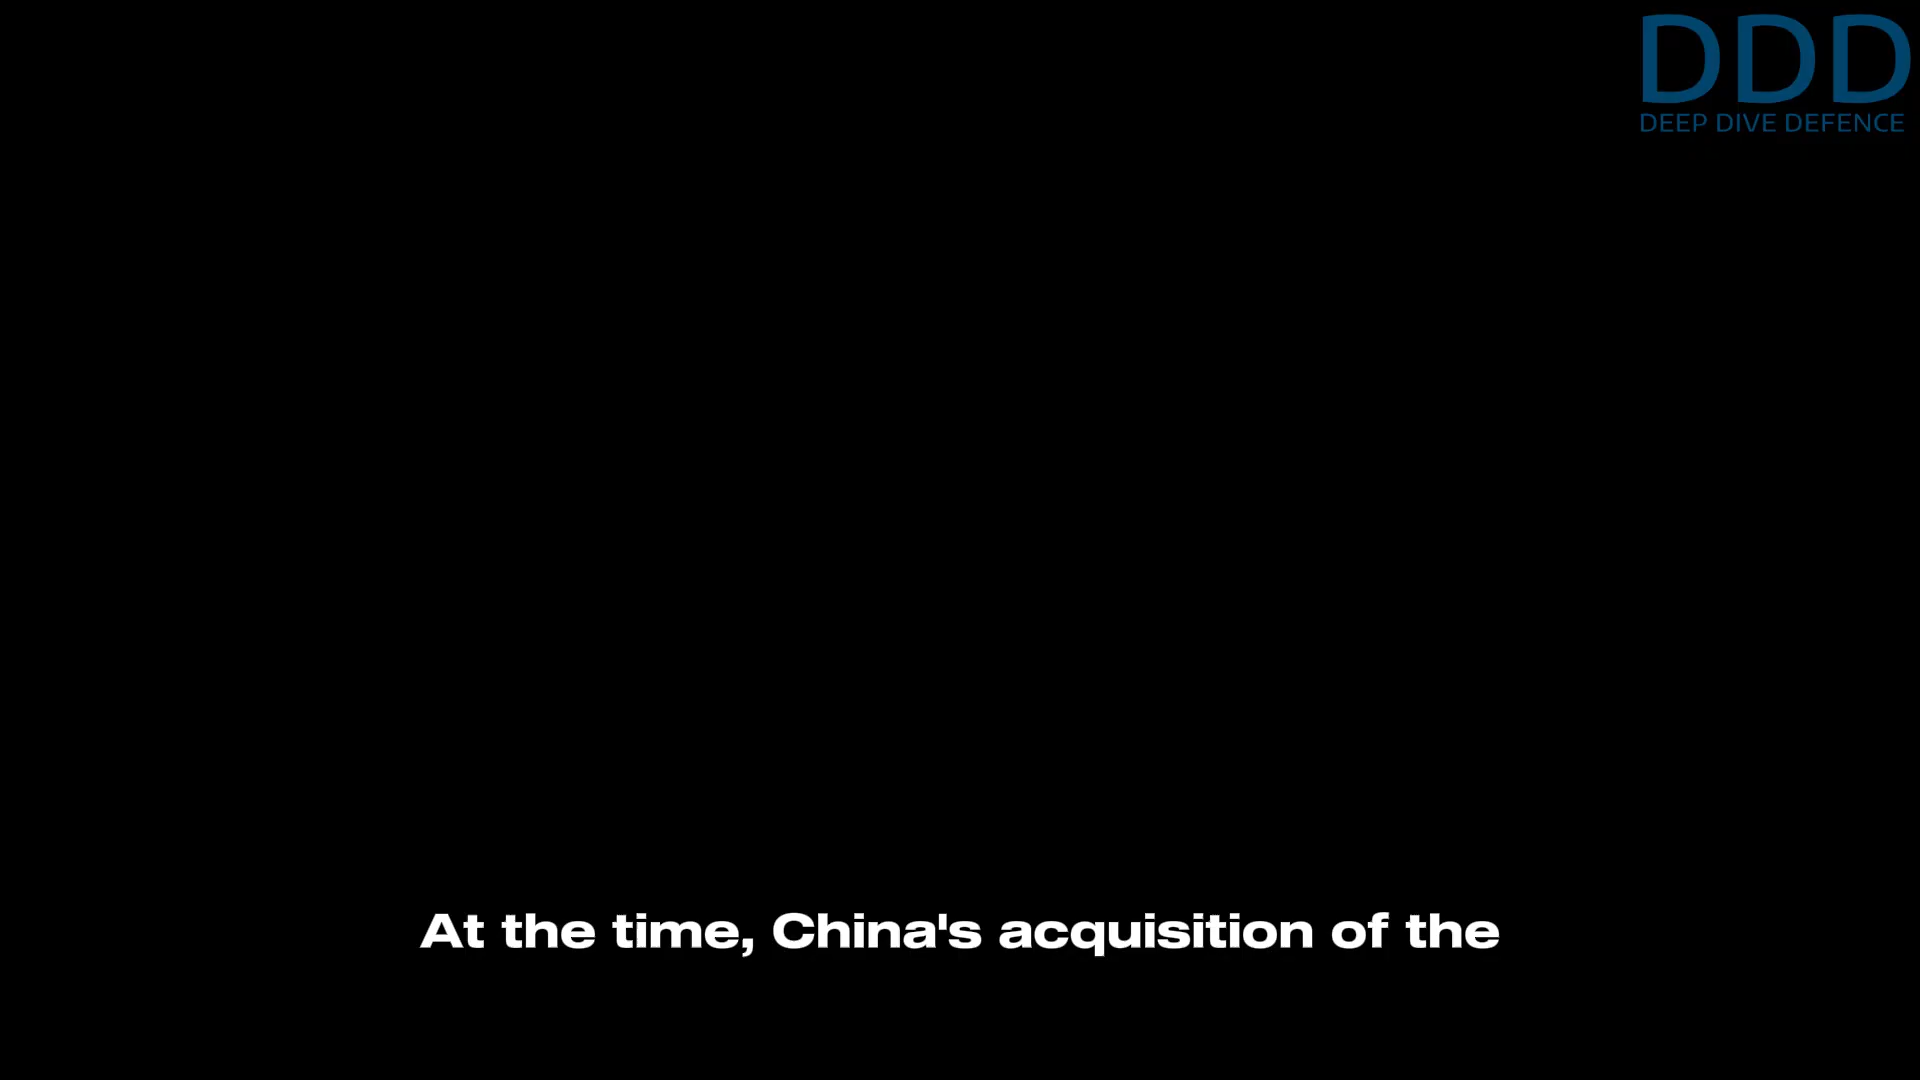 DDD
DEEP DIVE DEFENCE
At the time, China's acquisition of the